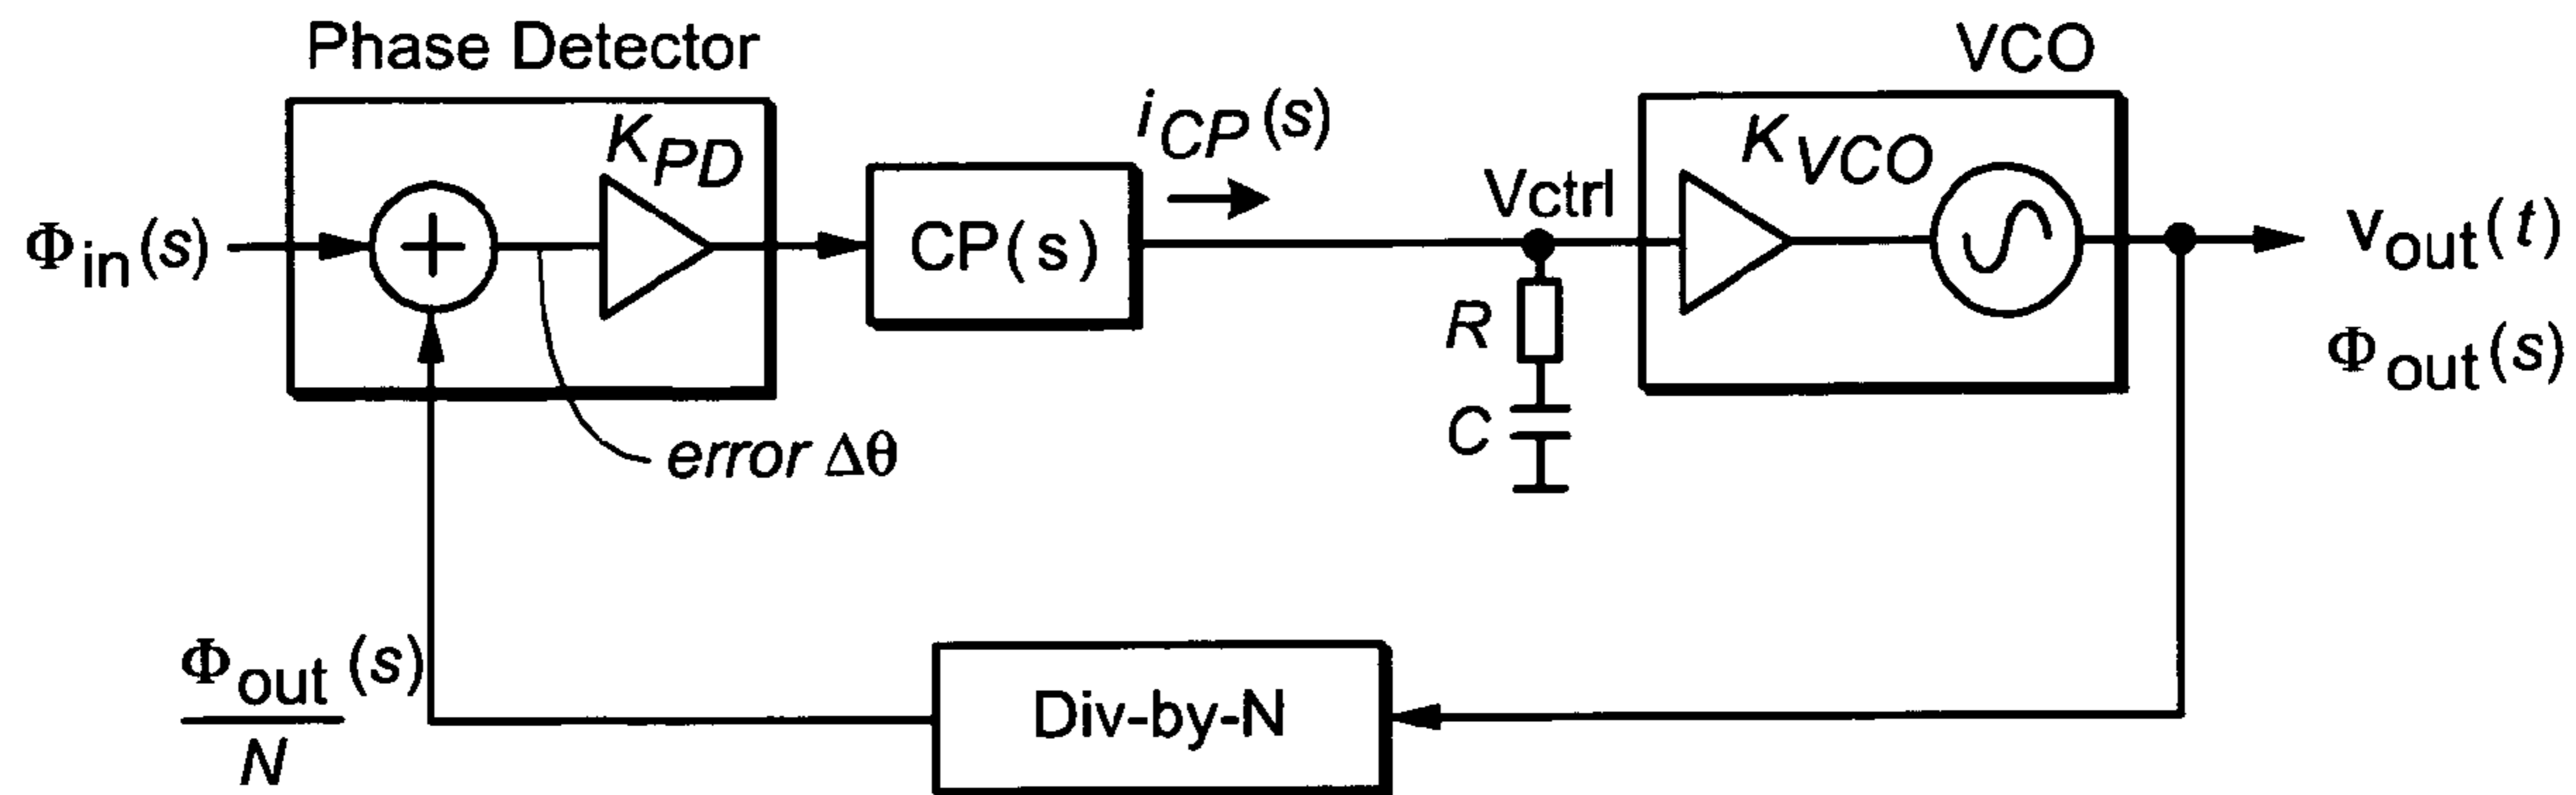 Phase Detector
VCO
K_PD
i_CP(s)
K_VCO
Φ_in(s)
+
CP(s)
Vctrl
v_out(t)
R
Φ_out(s)
C
error Δθ
Φ_out(s)
N
Div-by-N